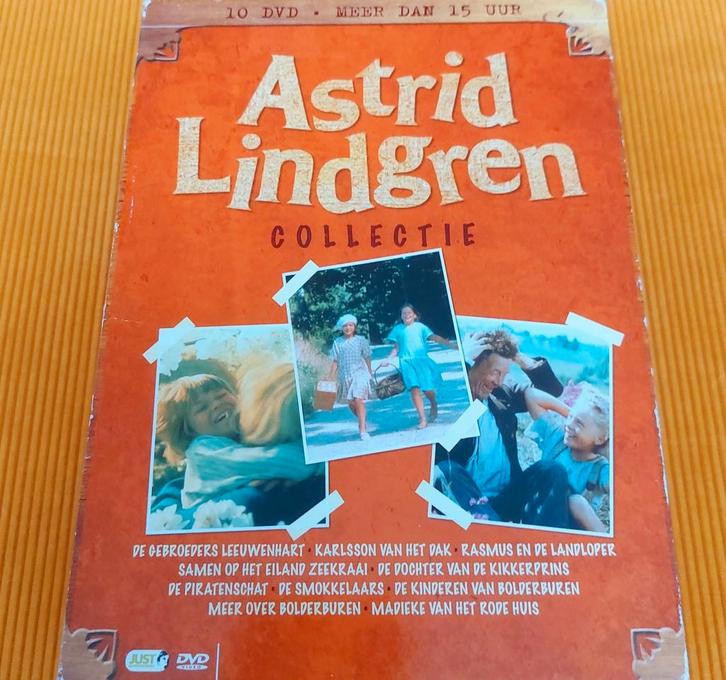 10 DVD • MEER DAN 15 UUR
Astrid
Lindgren
COLLECTIE
DE GEBROEDERS LEEUWENHART • KARLSSON VAN HET DAK • RASMUS EN DE LANDLOPER
SAMEN OP HET EILAND ZEEKRAAI • DE DOCHTER VAN DE KIKKERPRINS
DE PIRATENSCHAT • DE SMOKKELAARS • DE KINDEREN VAN BOLDERBUREN
MEER OVER BOLDERBUREN • MADIEKE VAN HET RODE HUIS
JUST DVD VIDEO